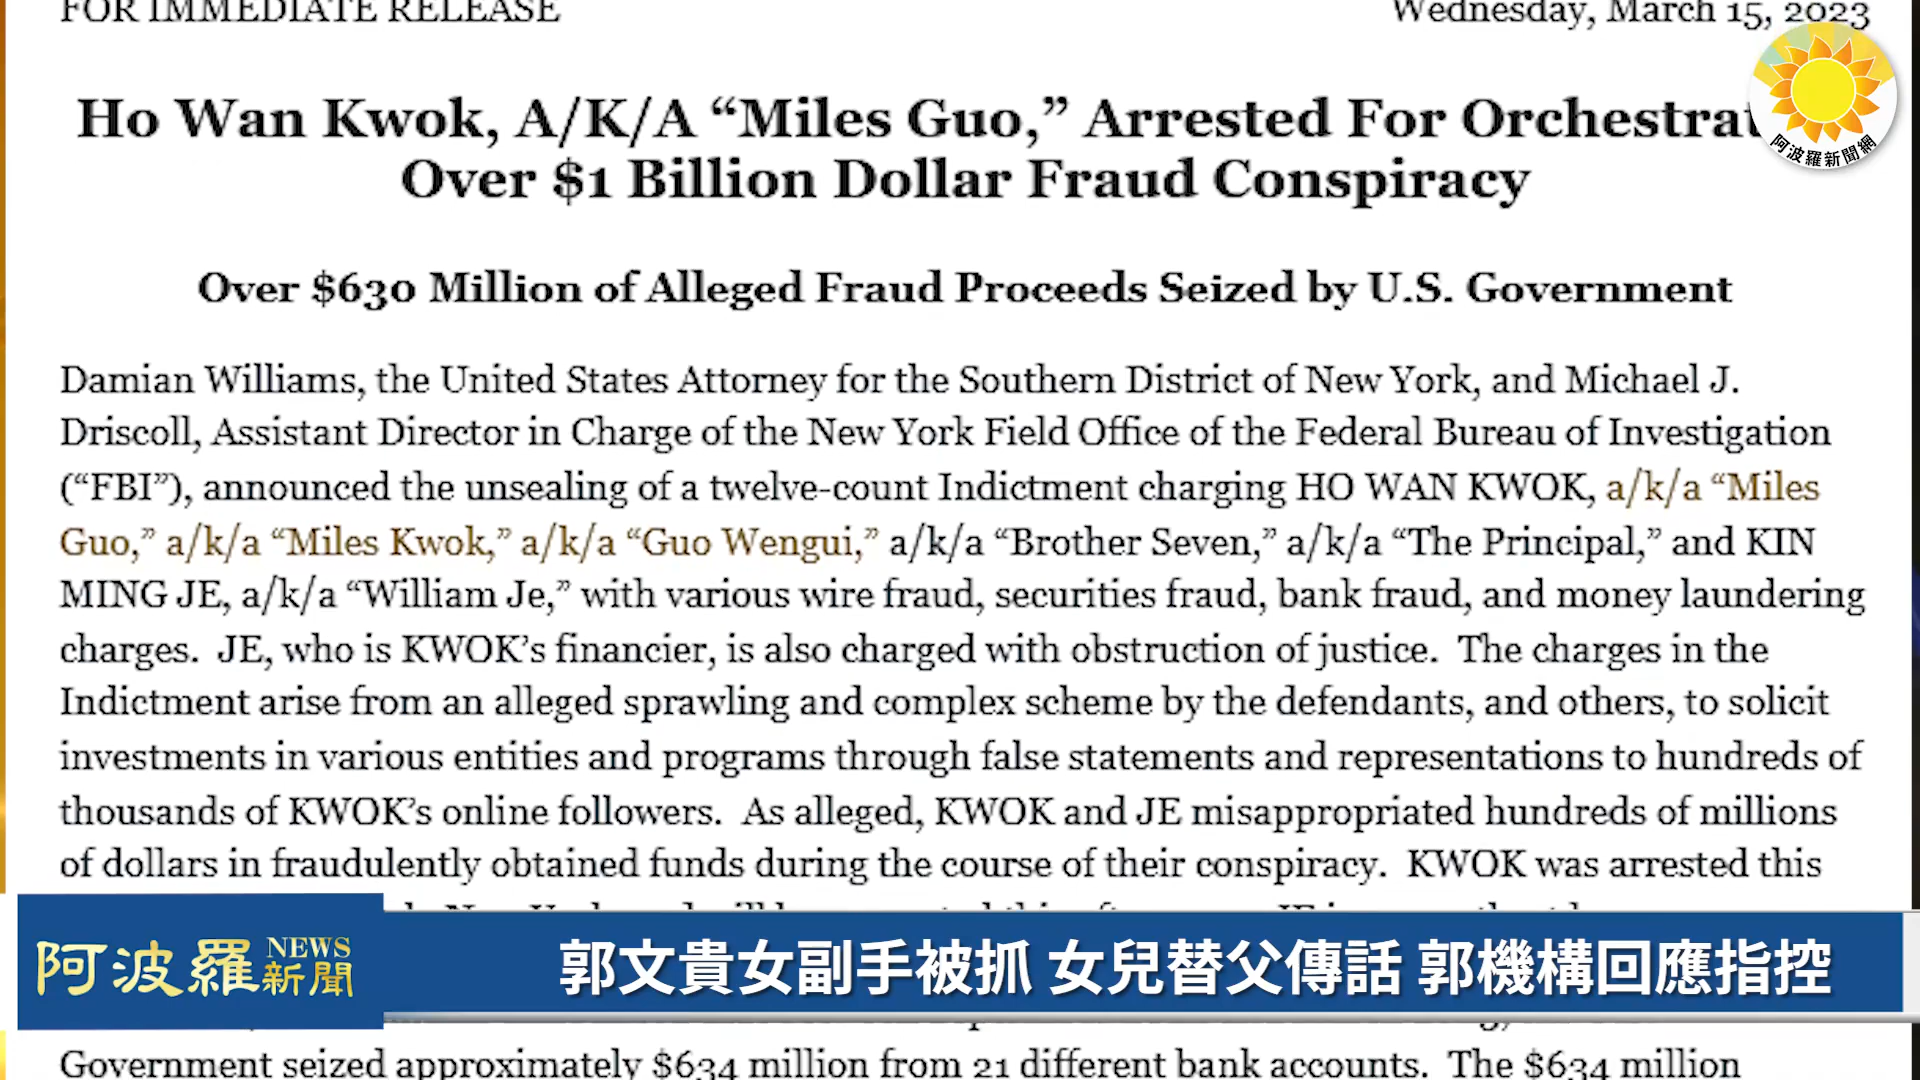 FOR IMMEDIATE RELEASE
Wednesday, March 15, 2023
Ho Wan Kwok, A/K/A “Miles Guo,” Arrested For Orchestrat
Over $1 Billion Dollar Fraud Conspiracy
阿波羅新聞網
Over $630 Million of Alleged Fraud Proceeds Seized by U.S. Government
Damian Williams, the United States Attorney for the Southern District of New York, and Michael J.
Driscoll, Assistant Director in Charge of the New York Field Office of the Federal Bureau of Investigation
(“FBI”), announced the unsealing of a twelve-count Indictment charging HO WAN KWOK, a/k/a “Miles
Guo,” a/k/a “Miles Kwok,” a/k/a “Guo Wengui,” a/k/a “Brother Seven,” a/k/a “The Principal,” and KIN
MING JE, a/k/a “William Je,” with various wire fraud, securities fraud, bank fraud, and money laundering
charges.  JE, who is KWOK’s financier, is also charged with obstruction of justice.  The charges in the
Indictment arise from an alleged sprawling and complex scheme by the defendants, and others, to solicit
investments in various entities and programs through false statements and representations to hundreds of
thousands of KWOK’s online followers.  As alleged, KWOK and JE misappropriated hundreds of millions
of dollars in fraudulently obtained funds during the course of their conspiracy.  KWOK was arrested this
阿波羅 NEWS 新聞
郭文貴女副手被抓 女兒替父傳話 郭機構回應指控
Government seized approximately $634 million from 21 different bank accounts.  The $634 million